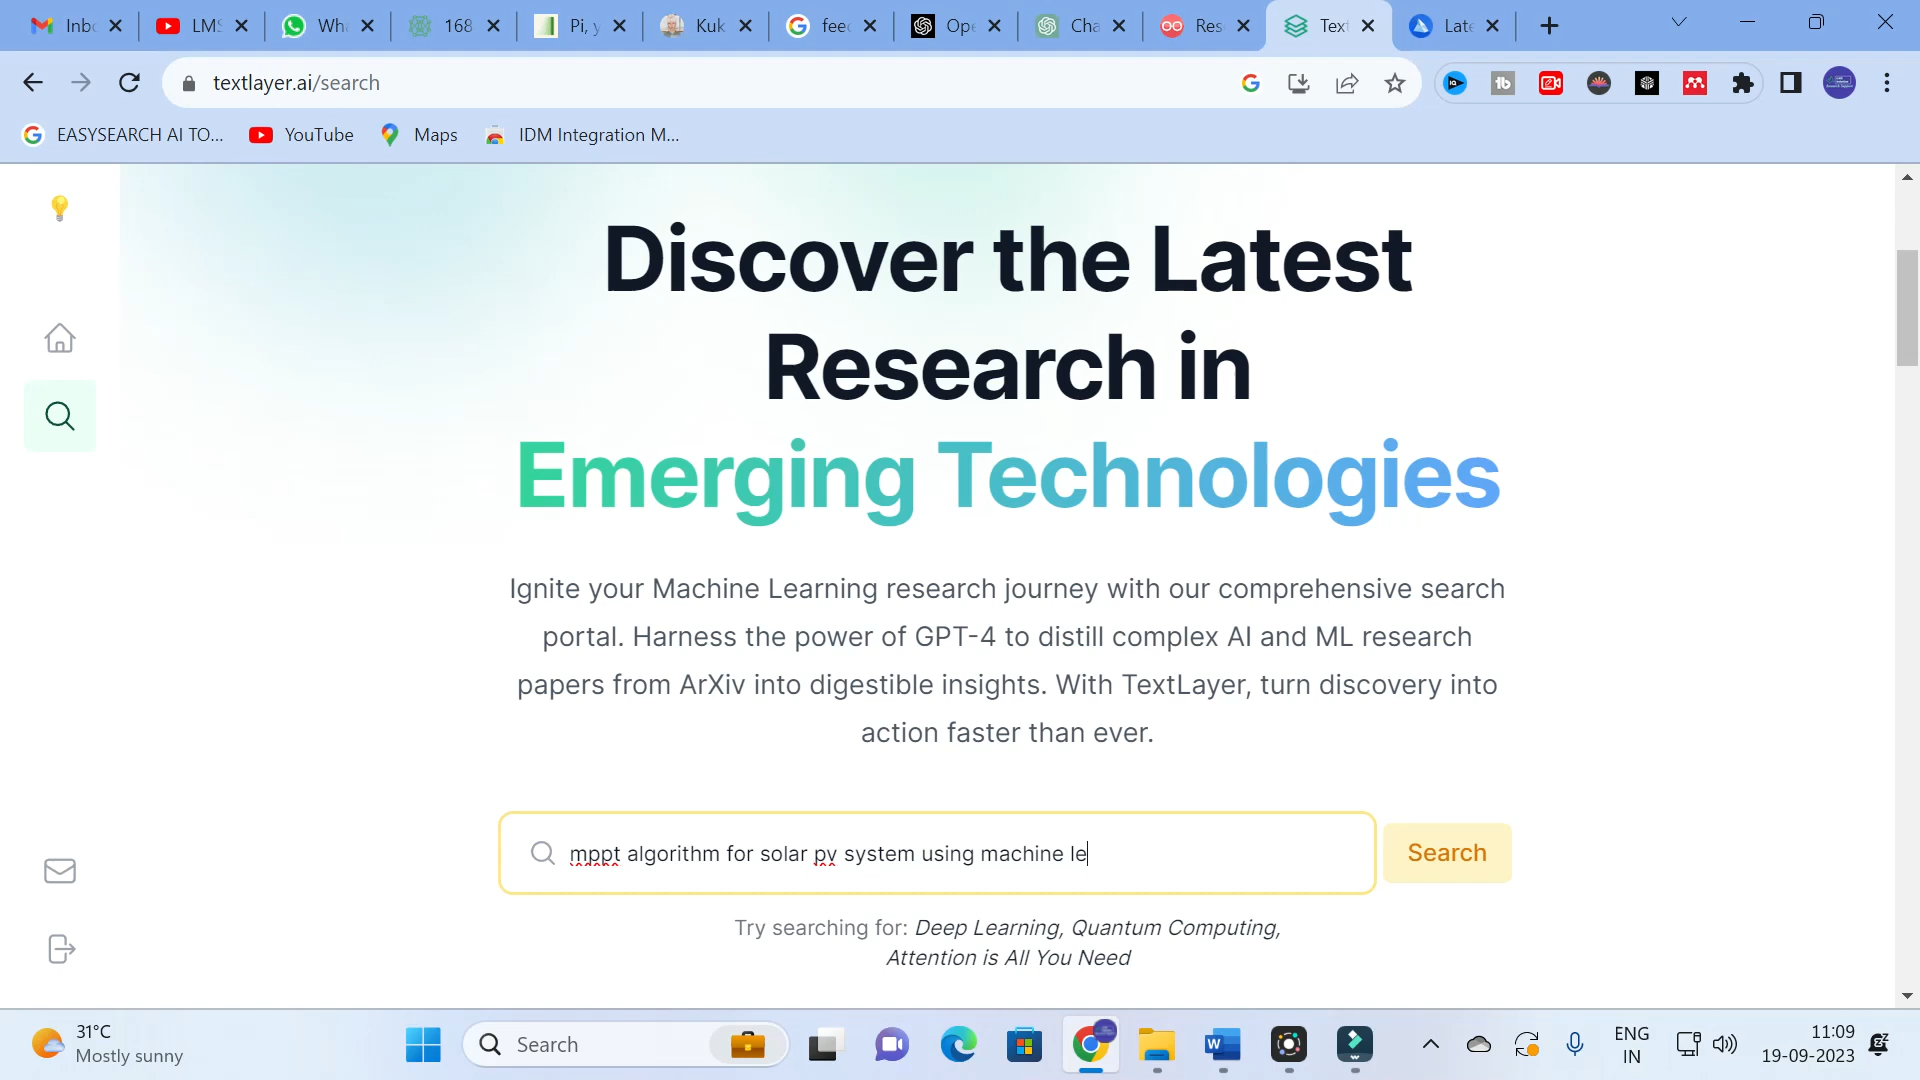 Inbc
LMS
Wha
168
Pi, y
Kuk
feec
Ope
Cha
Res
Text
Late
textlayer.ai/search
EASYSEARCH AI TO...
YouTube
Maps
IDM Integration M...
Discover the Latest
Research in
Emerging Technologies
Ignite your Machine Learning research journey with our comprehensive search
portal. Harness the power of GPT-4 to distill complex AI and ML research
papers from ArXiv into digestible insights. With TextLayer, turn discovery into
action faster than ever.
mppt algorithm for solar pv system using machine le
Search
Try searching for: Deep Learning, Quantum Computing,
Attention is All You Need
31°C
Mostly sunny
Search
ENG
IN
11:09
19-09-2023